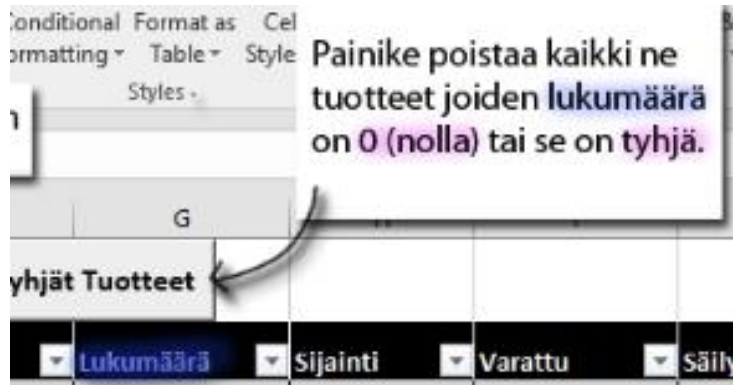 Conditional Format as Cel
ormatting Table Style
Styles
Painike poistaa kaikki ne
tuotteet joiden lukumäärä
on 0 (nolla) tai se on tyhjä.
n
G
yhjät Tuotteet
Lukumäärä Sijainti Varattu Säily